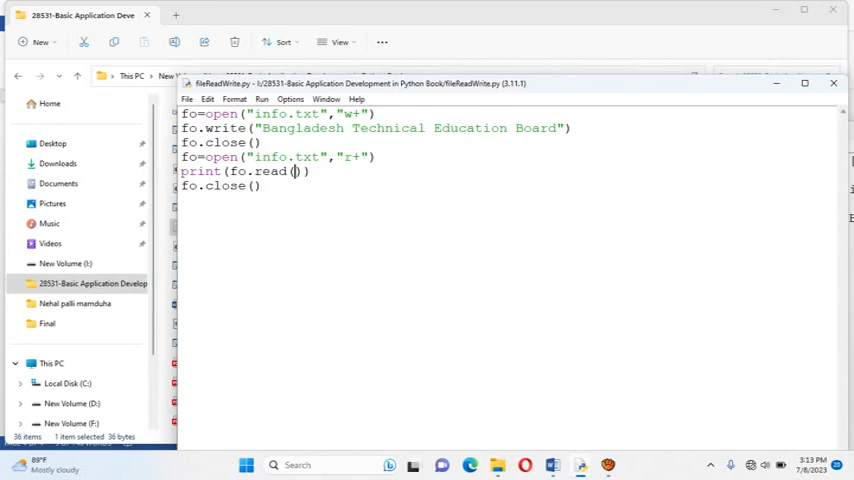 28531-Basic Application Deve
New
Sort
View
This PC
fileReadWrite.py - I:/28531-Basic Application Development in Python Book/fileReadWrite.py (3.11.1)
File Edit Format Run Options Window Help
fo=open("info.txt","w+")
fo.write("Bangladesh Technical Education Board")
fo.close()
fo=open("info.txt","r+")
print(fo.read())
fo.close()
Home
Desktop
Downloads
Documents
Pictures
Music
Videos
New Volume (I:)
28531-Basic Application Develop
Nehal palli mamduha
Final
This PC
Local Disk (C:)
New Volume (D:)
New Volume (F:)
36 items 1 item selected 36 bytes
89°F
Mostly cloudy
Search
3:13 PM
7/8/2023